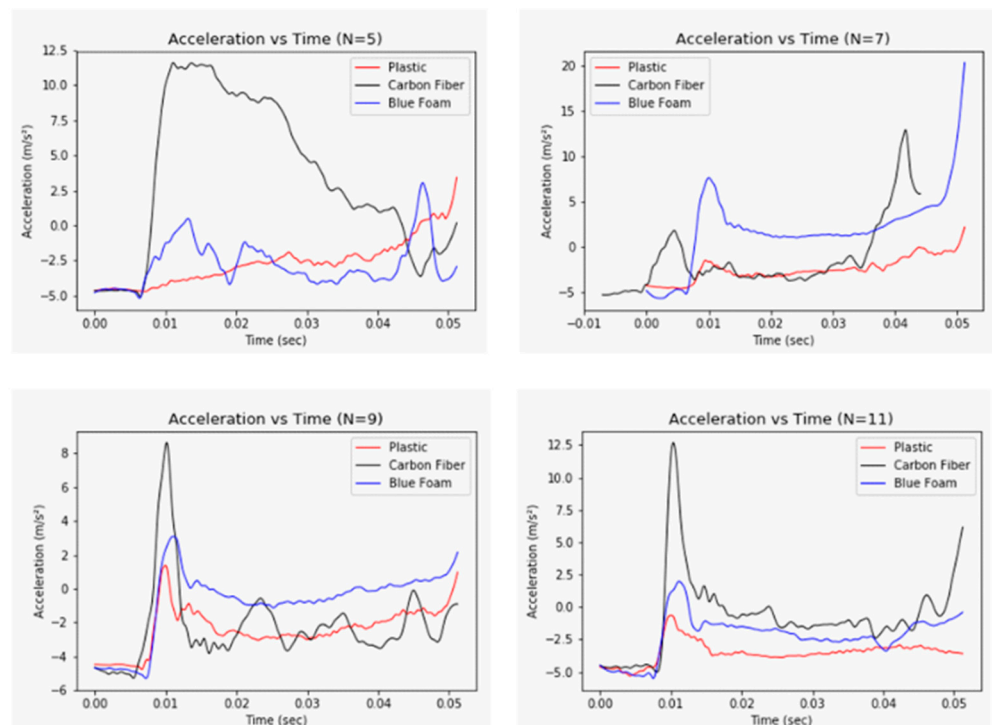 Acceleration vs Time (N=5)
12.5
10.0
7.5
5.0
2.5
0.0
−2.5
−5.0
Acceleration (m/s²)
Plastic
Carbon Fiber
Blue Foam
0.00 0.01 0.02 0.03 0.04 0.05
Time (sec)
Acceleration vs Time (N=7)
20
15
10
5
0
−5
Acceleration (m/s²)
Plastic
Carbon Fiber
Blue Foam
−0.01 0.00 0.01 0.02 0.03 0.04 0.05
Time (sec)
Acceleration vs Time (N=9)
8
6
4
2
0
−2
−4
−6
Acceleration (m/s²)
Plastic
Carbon Fiber
Blue Foam
0.00 0.01 0.02 0.03 0.04 0.05
Time (sec)
Acceleration vs Time (N=11)
12.5
10.0
7.5
5.0
2.5
0.0
−2.5
−5.0
Acceleration (m/s²)
Plastic
Carbon Fiber
Blue Foam
0.00 0.01 0.02 0.03 0.04 0.05
Time (sec)